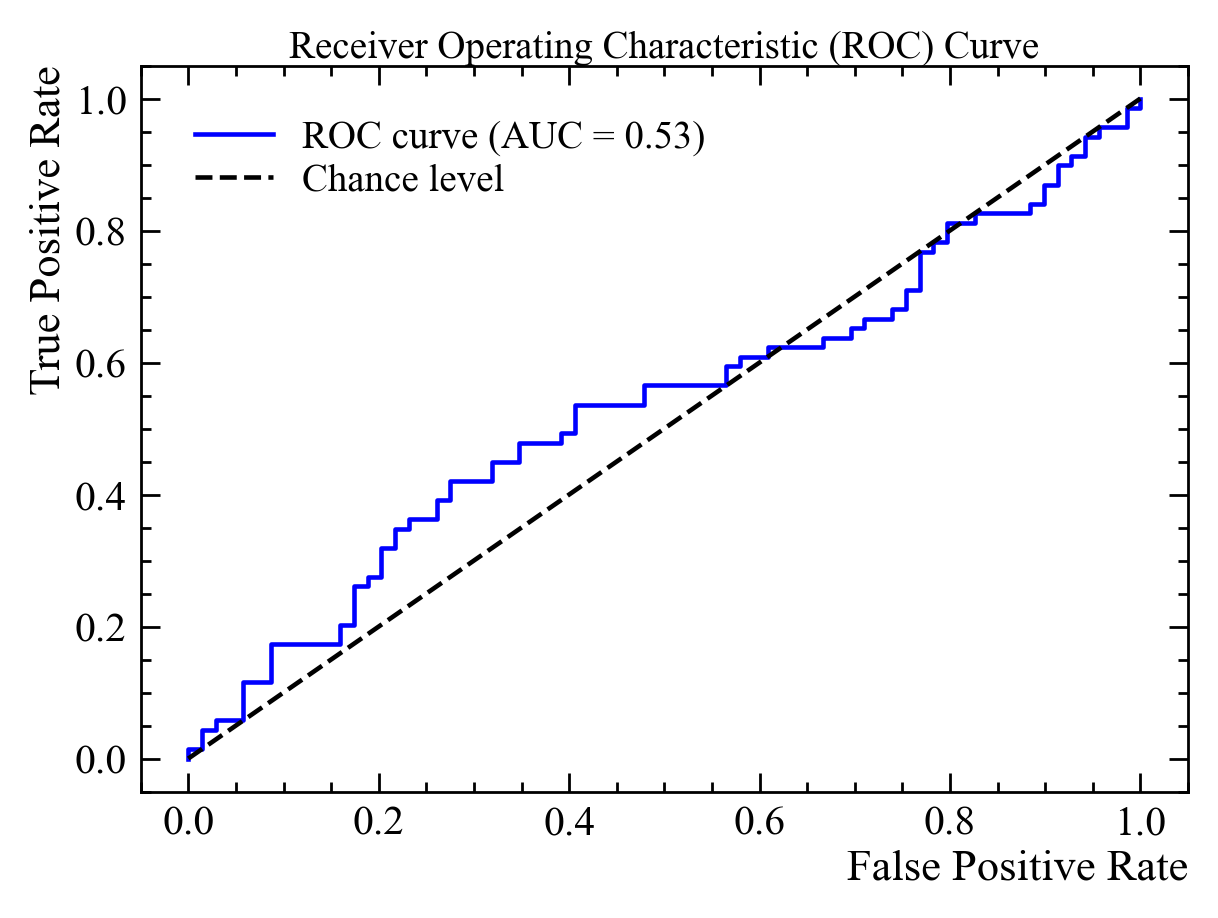 Receiver Operating Characteristic (ROC) Curve
True Positive Rate
1.0
0.8
0.6
0.4
0.2
0.0
ROC curve (AUC = 0.53)
Chance level
0.0 0.2 0.4 0.6 0.8 1.0
False Positive Rate